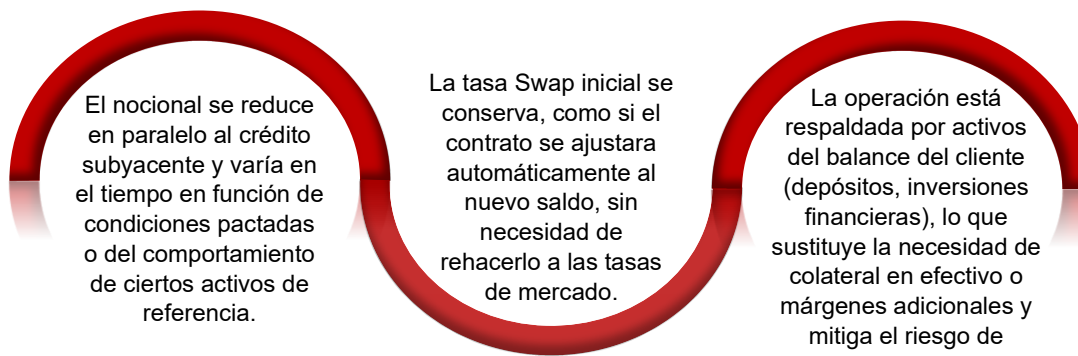 El nocional se reduce
en paralelo al crédito
subyacente y varía en
el tiempo en función de
condiciones pactadas
o del comportamiento
de ciertos activos de
referencia.
La tasa Swap inicial se
conserva, como si el
contrato se ajustara
automáticamente al
nuevo saldo, sin
necesidad de
rehacerlo a las tasas
de mercado.
La operación está
respaldada por activos
del balance del cliente
(depósitos, inversiones
financieras), lo que
sustituye la necesidad de
colateral en efectivo o
márgenes adicionales y
mitiga el riesgo de